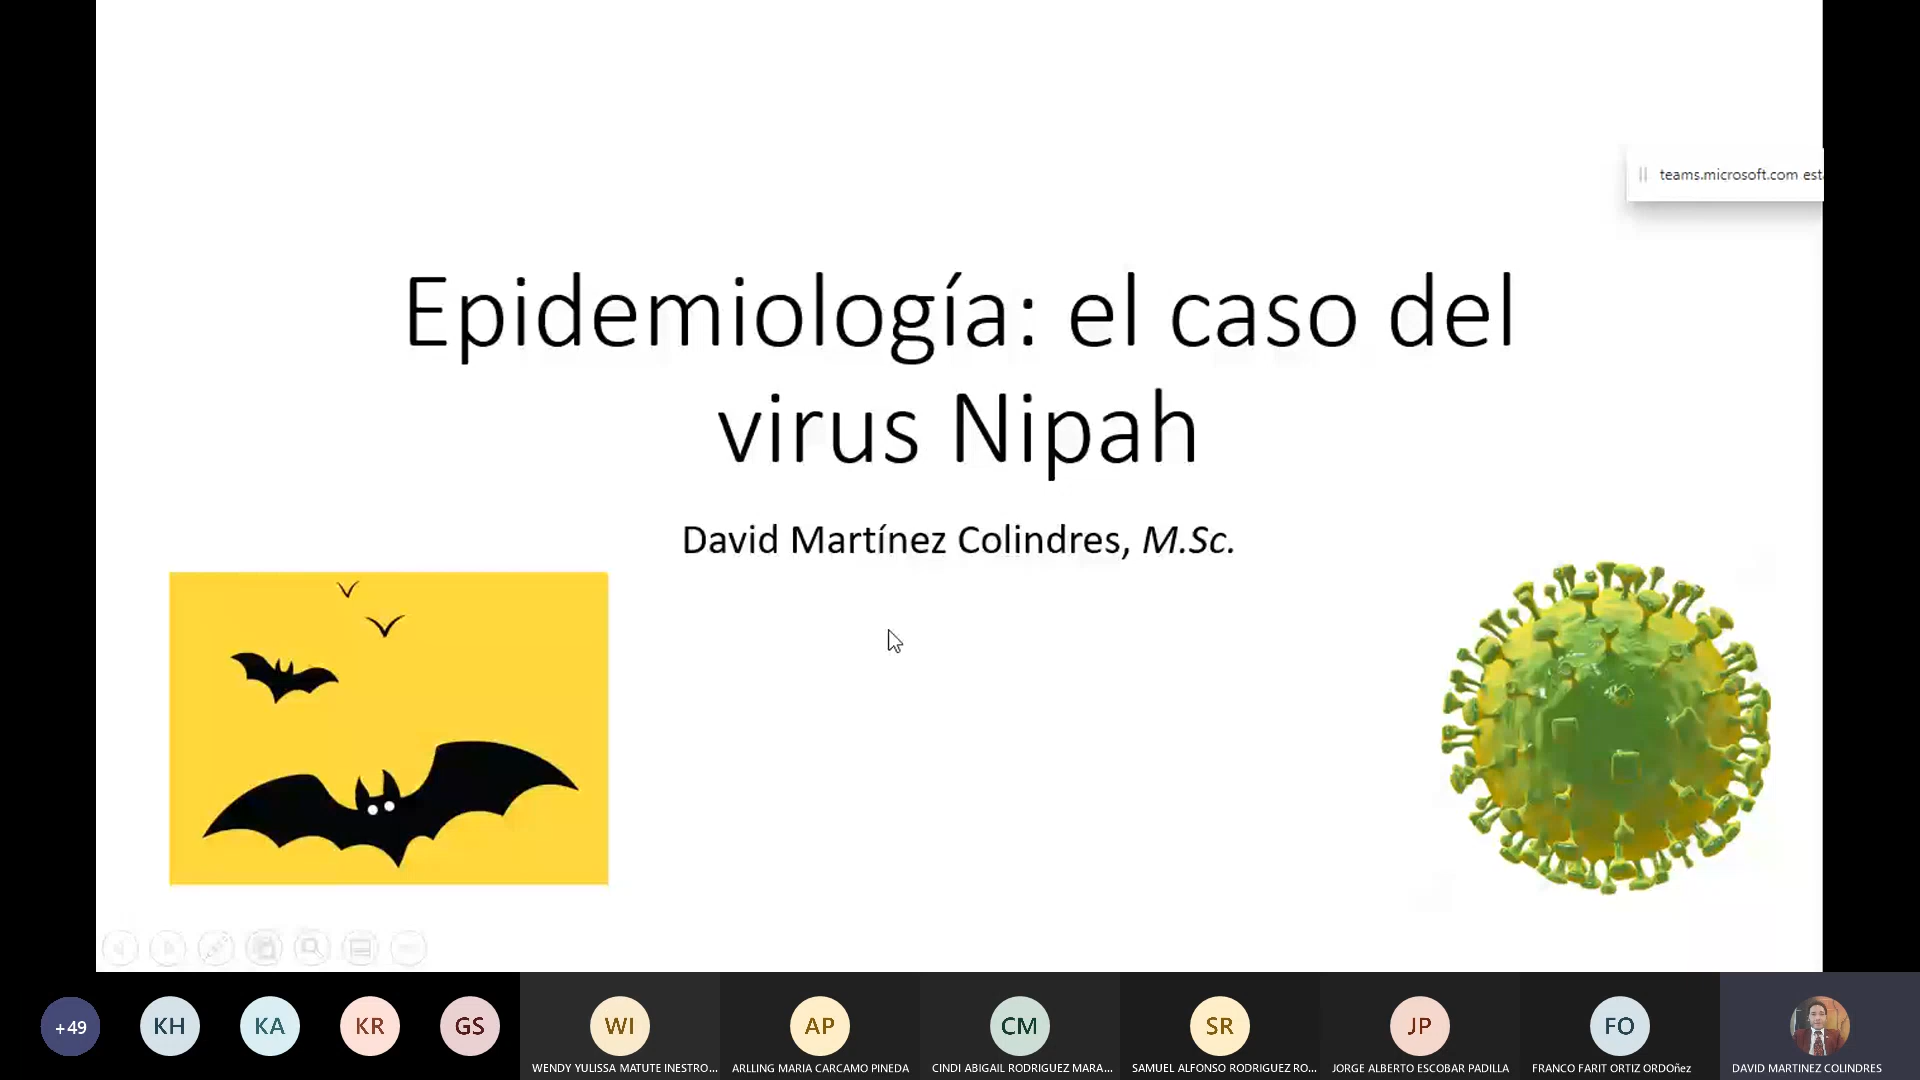 teams.microsoft.com est
Epidemiología: el caso del
virus Nipah
David Martínez Colindres, M.Sc.
+49
KH
KA
KR
GS
WI
AP
CM
SR
JP
FO
WENDY YULISSA MATUTE INESTRO...
ARLLING MARIA CARCAMO PINEDA
CINDI ABIGAIL RODRIGUEZ MARA...
SAMUEL ALFONSO RODRIGUEZ RO...
JORGE ALBERTO ESCOBAR PADILLA
FRANCO FARIT ORTIZ ORDOñez
DAVID MARTINEZ COLINDRES